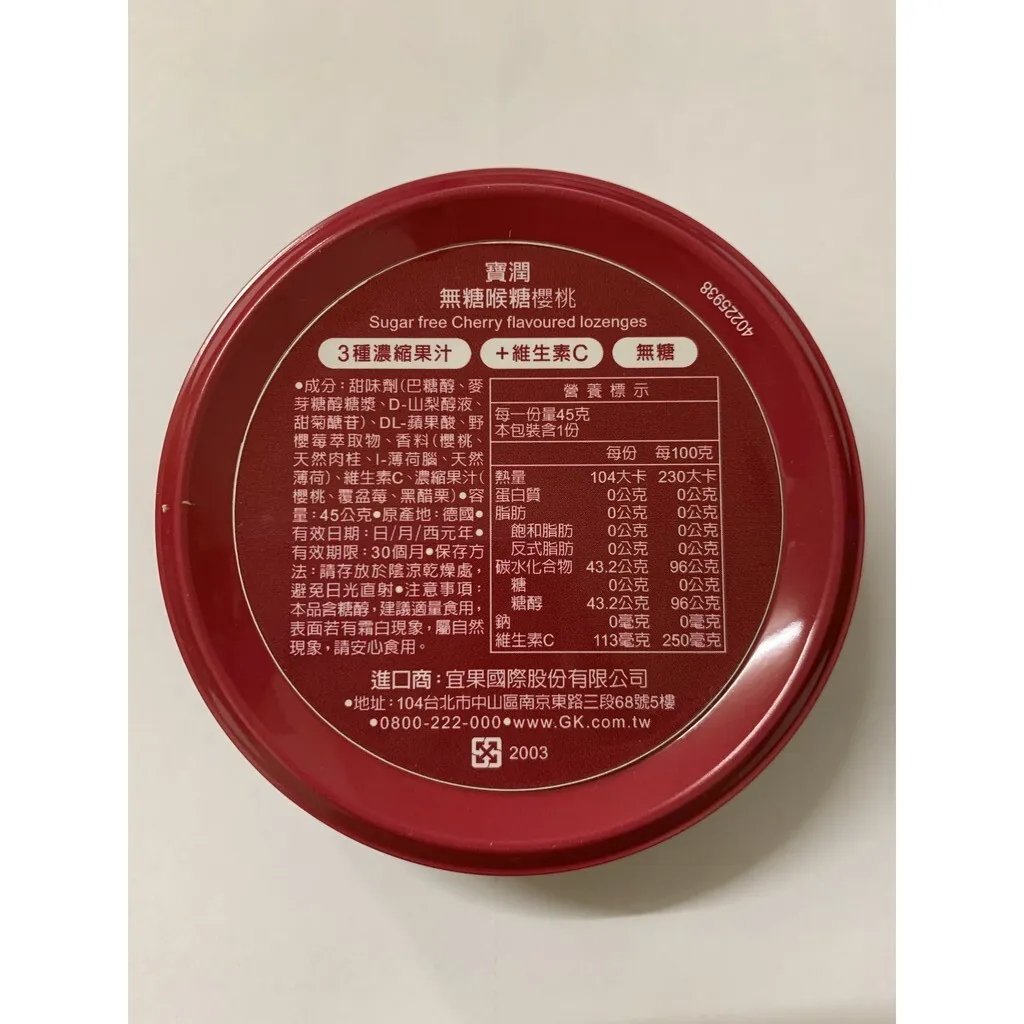 寶潤
無糖喉糖櫻桃
Sugar free Cherry flavoured lozenges
3種濃縮果汁
+維生素C
無糖
●成分:甜味劑(巴糖醇、麥
芽糖醇糖漿、D-山梨醇液、
甜菊醣苷)、DL-蘋果酸、野
櫻莓萃取物、香料(櫻桃、
天然肉桂、l-薄荷腦、天然
薄荷)、維生素C、濃縮果汁(
櫻桃、覆盆莓、黑醋栗)●容
量:45公克●原產地:德國●
有效日期:日/月/西元年●
有效期限:30個月●保存方
法:請存放於陰涼乾燥處,
避免日光直射●注意事項:
本品含糖醇,建議適量食用,
表面若有霜白現象,屬自然
現象,請安心食用。
營養標示
每一份量45克
本包裝含1份
每份 每100克
熱量 104大卡 230大卡
蛋白質 0公克 0公克
脂肪 0公克 0公克
飽和脂肪 0公克 0公克
反式脂肪 0公克 0公克
碳水化合物 43.2公克 96公克
糖 0公克 0公克
糖醇 43.2公克 96公克
鈉 0毫克 0毫克
維生素C 113毫克 250毫克
進口商:宜果國際股份有限公司
●地址:104台北市中山區南京東路三段68號5樓
●0800-222-000●www.GK.com.tw
2003
40225938